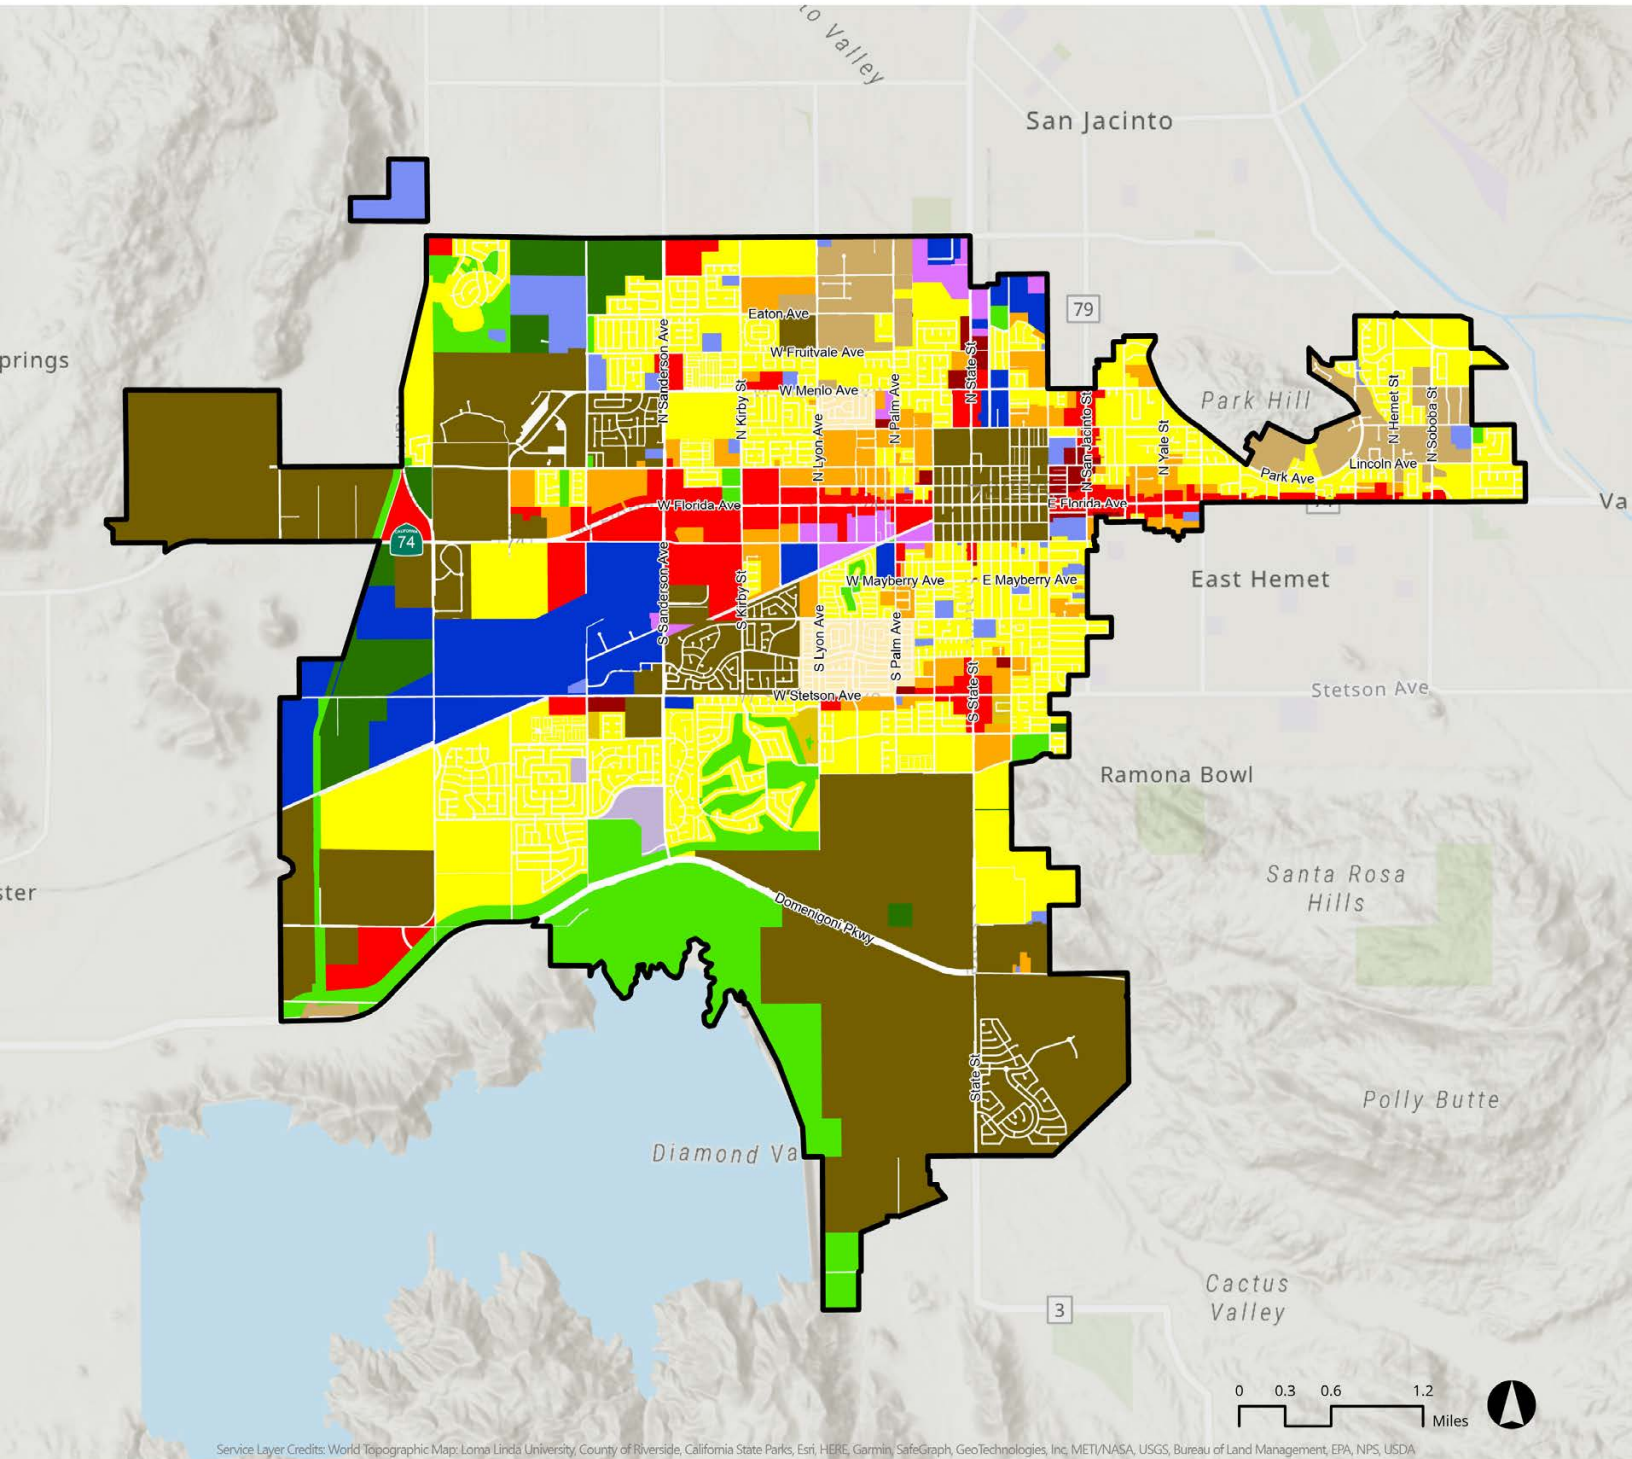 to Valley
San Jacinto
79
Eaton Ave
W Fruitvale Ave
N Sanderson Ave
N State St
prings
W Menlo Ave
N Kirby St
N Palm Ave
N Lyon Ave
N San Jacinto St
N Yale St
Park Hill
N Hemet St
N Soboba St
Lincoln Ave
Park Ave
W Florida Ave
E Florida Ave
Va
CALIFORNIA
74
S Sanderson Ave
S Kirby St
W Mayberry Ave
E Mayberry Ave
East Hemet
S Lyon Ave
S Palm Ave
S State St
W Stetson Ave
Stetson Ave
Ramona Bowl
ster
Santa Rosa
Hills
Domenigoni Pkwy
State St
Polly Butte
Diamond Va
Cactus
Valley
3
0 0.3 0.6 1.2
Miles
Service Layer Credits: World Topographic Map: Loma Linda University, County of Riverside, California State Parks, Esri, HERE, Garmin, SafeGraph, GeoTechnologies, Inc, METI/NASA, USGS, Bureau of Land Management, EPA, NPS, USDA